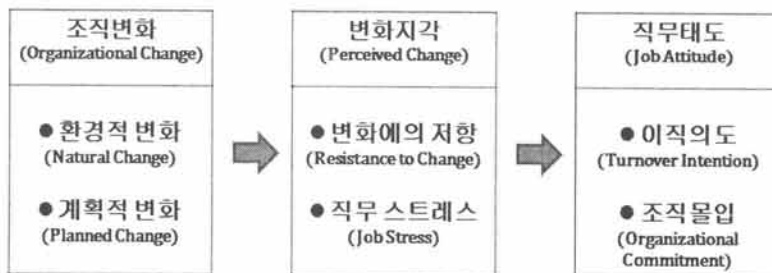 조직변화
(Organizational Change)
● 환경적 변화
(Natural Change)
● 계획적 변화
(Planned Change)
변화지각
(Perceived Change)
● 변화에의 저항
(Resistance to Change)
● 직무 스트레스
(Job Stress)
직무태도
(Job Attitude)
● 이직의도
(Turnover Intention)
● 조직몰입
(Organizational
Commitment)